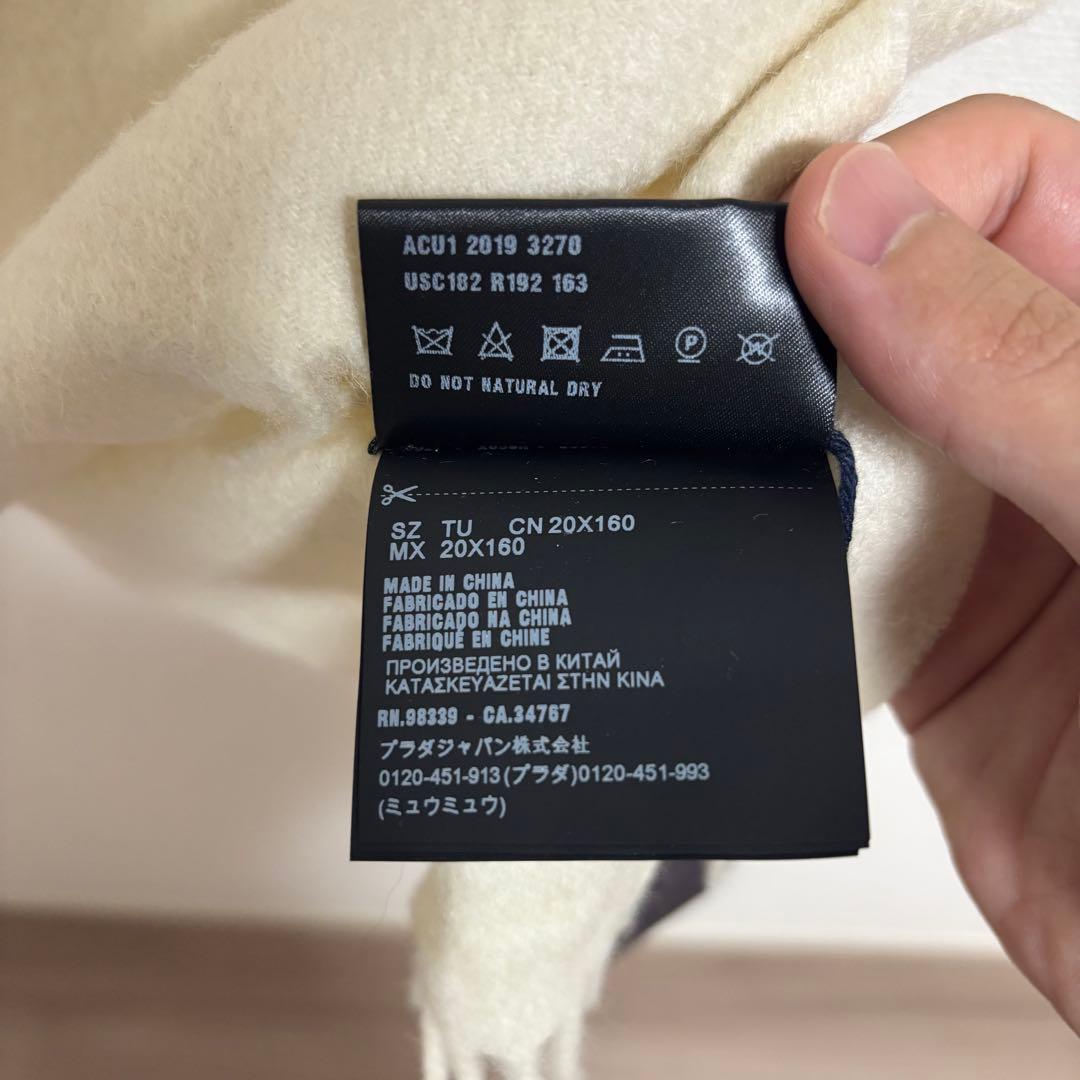 ACU1 2019 3270
USC182 R192 163
DO NOT NATURAL DRY
SZ TU CN 20X160
MX 20X160
MADE IN CHINA
FABRICADO EN CHINA
FABRICADO NA CHINA
FABRIQUÉ EN CHINE
ПРОИЗВЕДЕНО В КИТАЙ
ΚΑΤΑΣΚΕΥΑΖΕΤΑΙ ΣΤΗΝ ΚΙΝΑ
RN.98339 - CA.34767
プラダジャパン株式会社
0120-451-913(プラダ)0120-451-993
(ミュウミュウ)